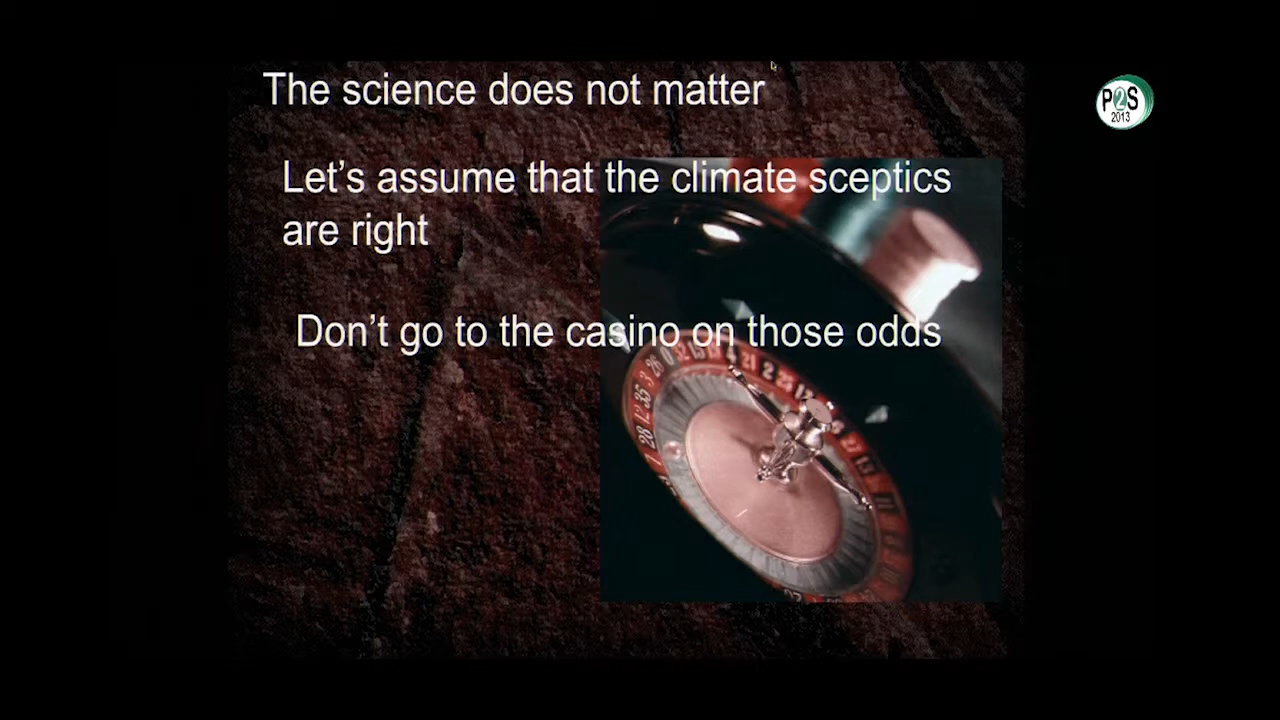 The science does not matter
P2S
2013
Let's assume that the climate sceptics
are right
Don't go to the casino on those odds